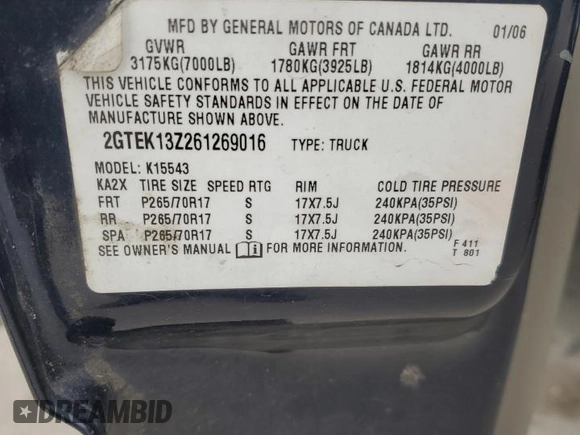 MFD BY GENERAL MOTORS OF CANADA LTD. 01/06
GVWR GAWR FRT GAWR RR
3175KG(7000LB) 1780KG(3925LB) 1814KG(4000LB)
THIS VEHICLE CONFORMS TO ALL APPLICABLE U.S. FEDERAL MOTOR
VEHICLE SAFETY STANDARDS IN EFFECT ON THE DATE OF
MANUFACTURE SHOWN ABOVE.
2GTEK13Z261269016 TYPE: TRUCK
MODEL: K15543
KA2X TIRE SIZE SPEED RTG RIM COLD TIRE PRESSURE
FRT P265/70R17 S 17X7.5J 240KPA(35PSI)
RR P265/70R17 S 17X7.5J 240KPA(35PSI)
SPA P265/70R17 S 17X7.5J 240KPA(35PSI)
SEE OWNER'S MANUAL i FOR MORE INFORMATION.
F 411
T 801
DREAMBID